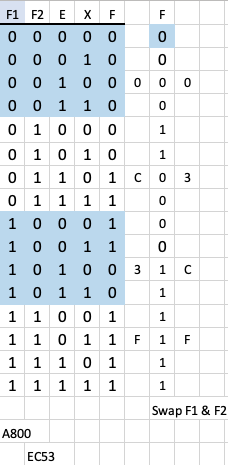 F1 F2 E X F F
0 0 0 0 0 0
0 0 0 1 0 0
0 0 1 0 0 0 0 0
0 0 1 1 0 0
0 1 0 0 0 1
0 1 0 1 0 1
0 1 1 0 1 C 0 3
0 1 1 1 1 0
1 0 0 0 1 0
1 0 0 1 1 0
1 0 1 0 0 3 1 C
1 0 1 1 0 1
1 1 0 0 1 1
1 1 0 1 1 F 1 F
1 1 1 0 1 1
1 1 1 1 1 1
Swap F1 & F2
A800
EC53